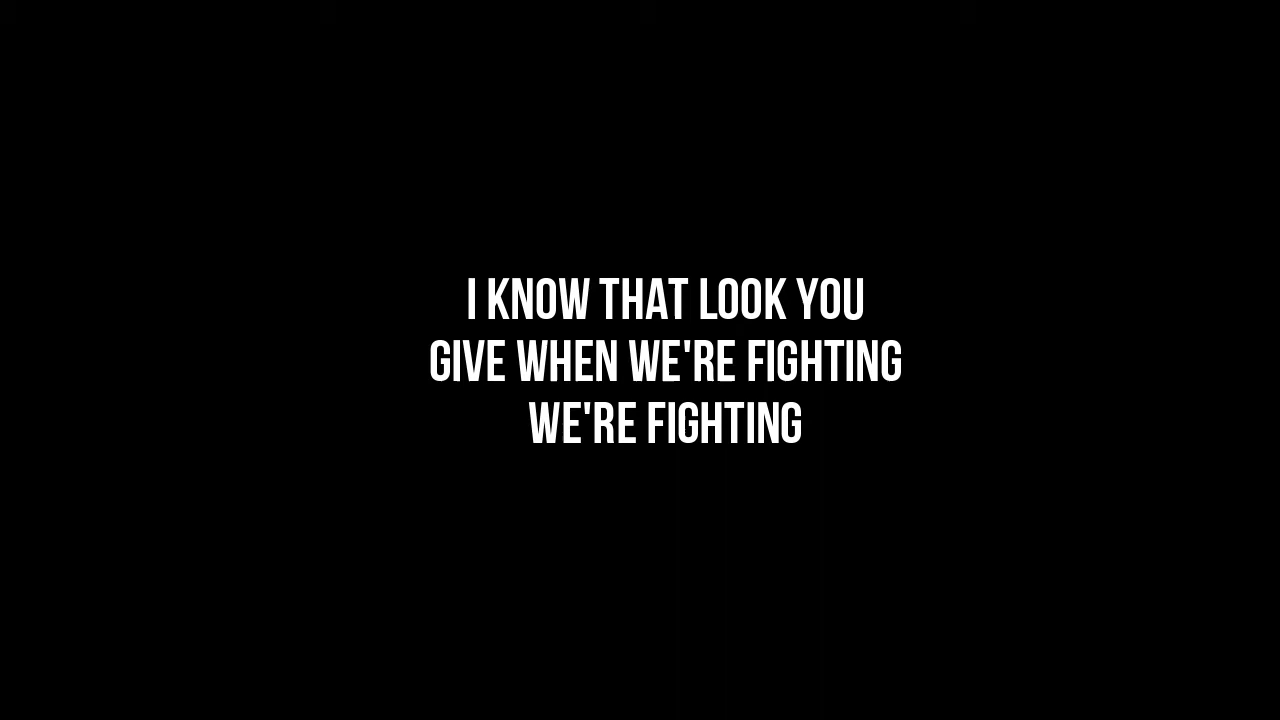 I KNOW THAT LOOK YOU
GIVE WHEN WE'RE FIGHTING
WE'RE FIGHTING